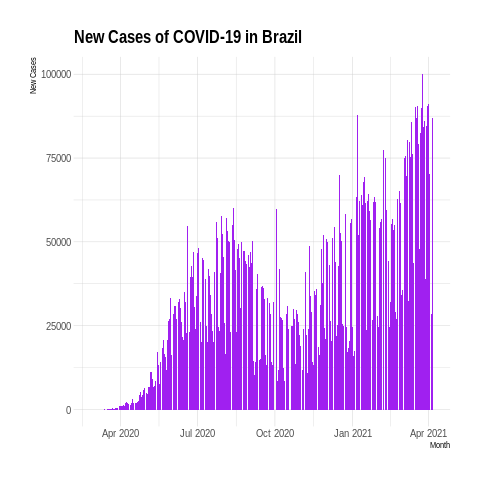 New Cases of COVID-19 in Brazil
New Cases
100000
75000
50000
25000
0
Apr 2020 Jul 2020 Oct 2020 Jan 2021 Apr 2021
Month